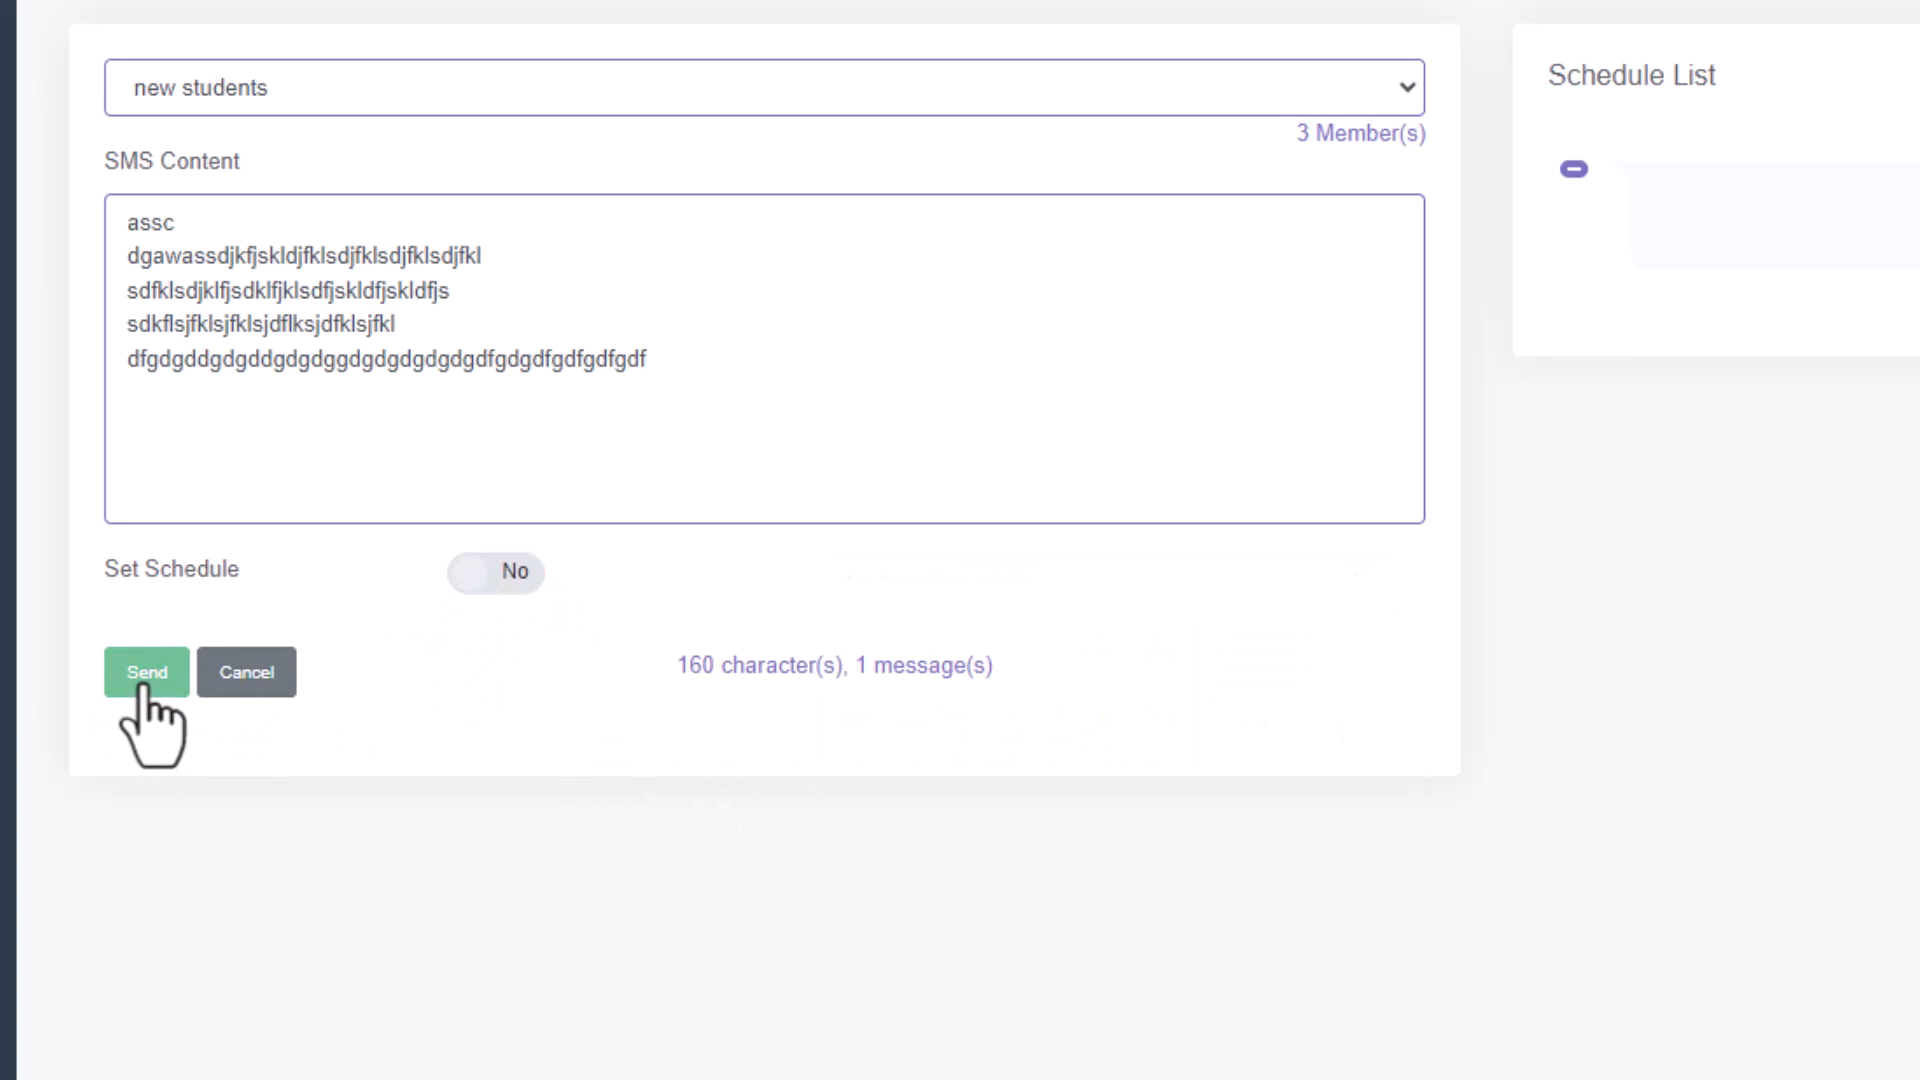 new students
3 Member(s)
SMS Content
assc
dgawassdjkfjskldjfklsdjfklsdjfklsdjfkl
sdfklsdjklfjsdklfjklsdfjskldfjskldfjs
sdkflsjfklsjfklsjdflksjdfklsjfkl
dfgdgddgdgddgdgdggdgdgdgdgdgdfgdgdfgdfgdfgdf
Set Schedule
No
Send
Cancel
160 character(s), 1 message(s)
Schedule List